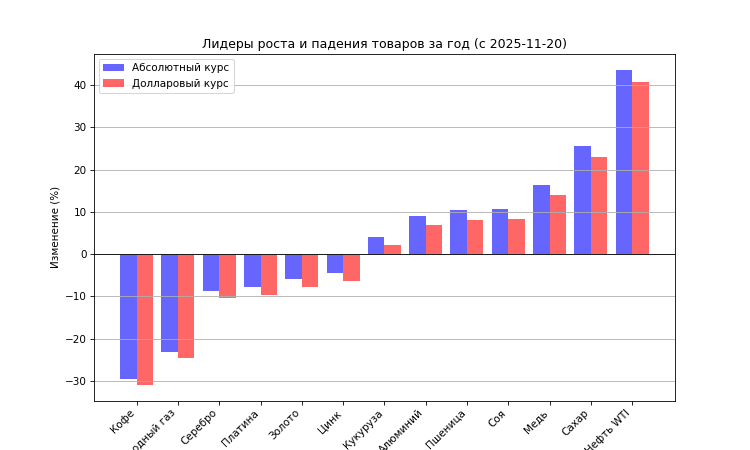 Лидеры роста и падения товаров за год (с 2025-11-20)
Абсолютный курс
Долларовый курс
Изменение (%)
40
30
20
10
0
−10
−20
−30
Кофе
одный газ
Серебро
Платина
Золото
Цинк
Кукуруза
Алюминий
Пшеница
Соя
Медь
Сахар
Нефть WTI